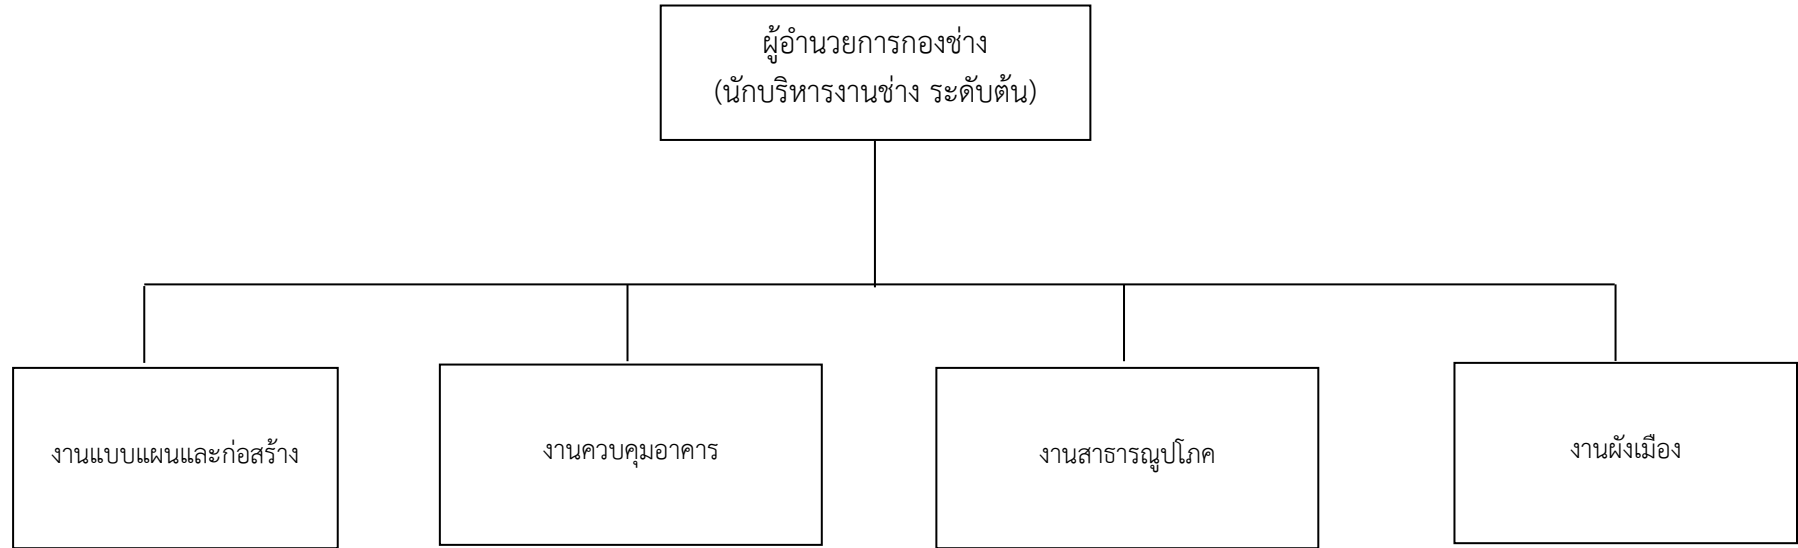 ผู้อำนวยการกองช่าง
(นักบริหารงานช่าง ระดับต้น)
งานแบบแผนและก่อสร้าง
งานควบคุมอาคาร
งานสาธารณูปโภค
งานผังเมือง